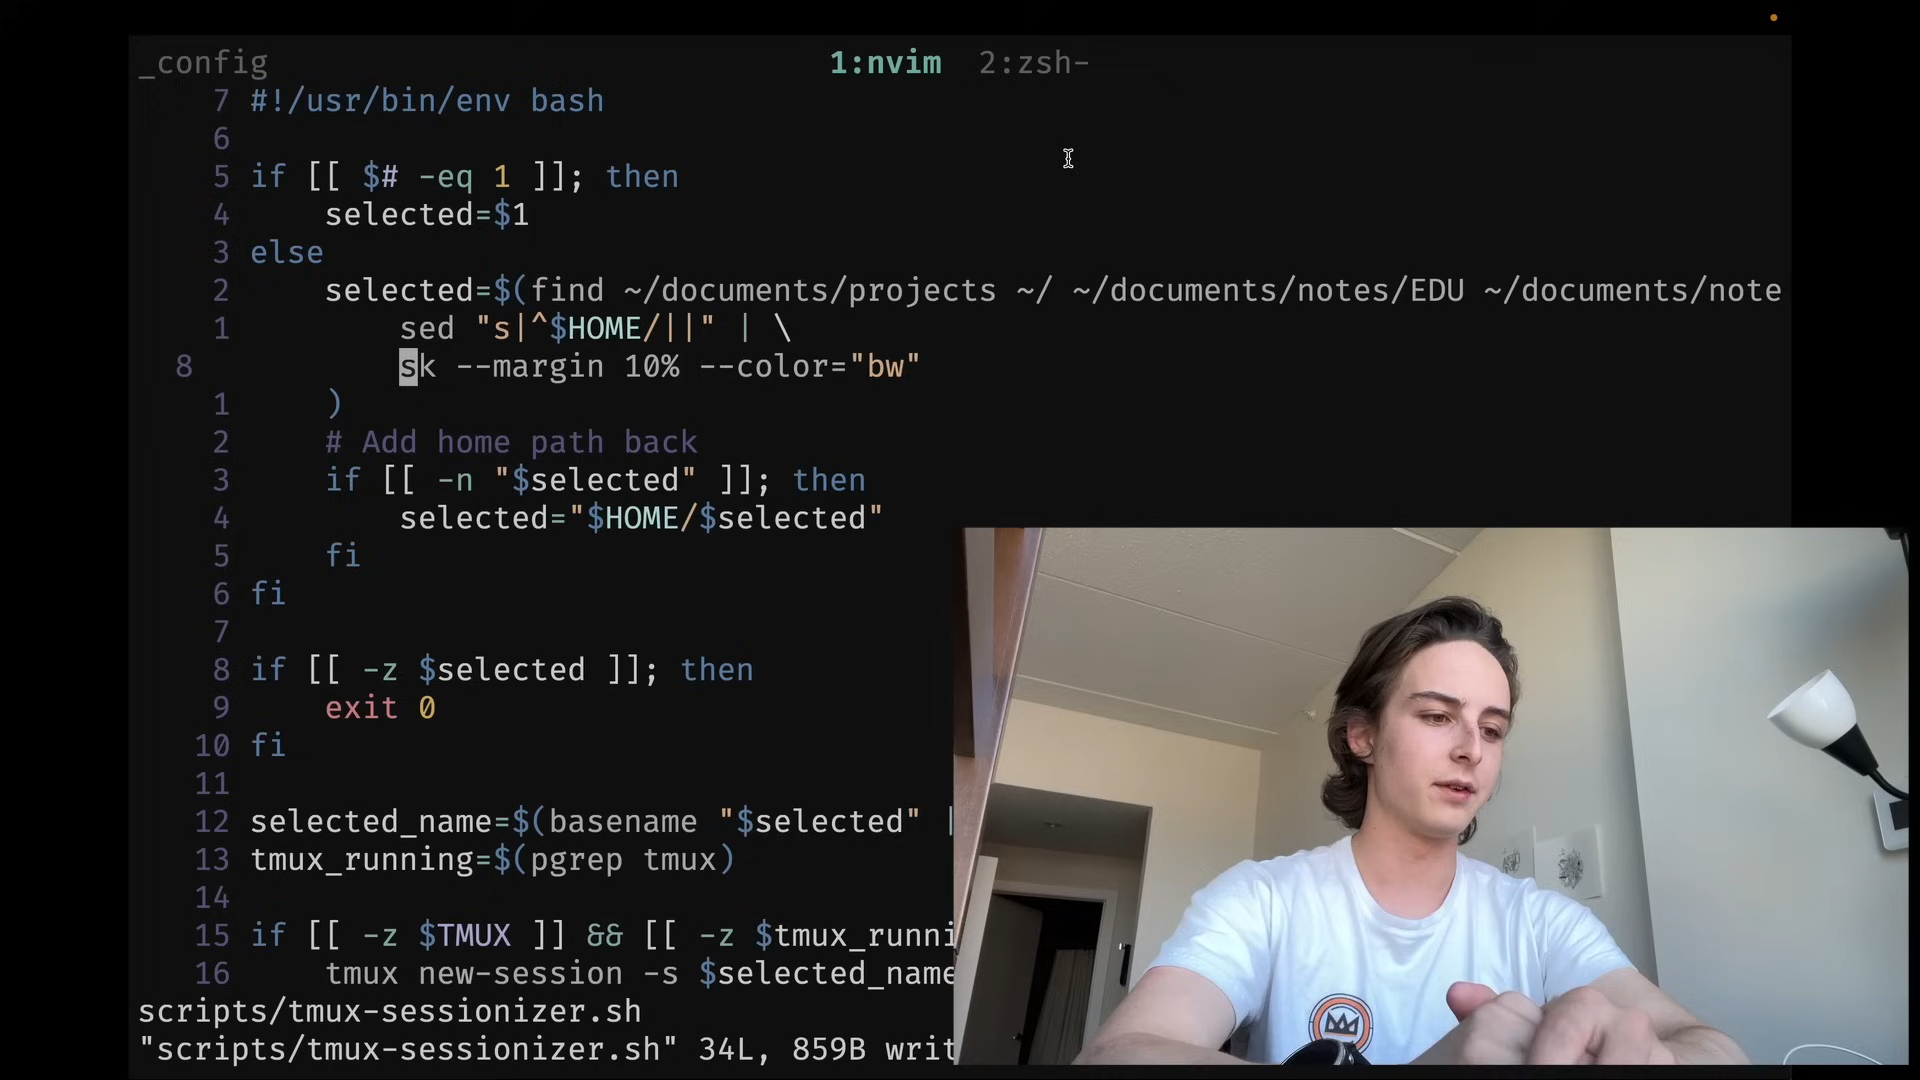 _config 1:nvim 2:zsh-
7 #!/usr/bin/env bash
6
5 if [[ $# -eq 1 ]]; then
4 selected=$1
3 else
2 selected=$(find ~/documents/projects ~/ ~/documents/notes/EDU ~/documents/note
1 sed "s|^$HOME/||" | \
8 sk --margin 10% --color="bw"
1 )
2 # Add home path back
3 if [[ -n "$selected" ]]; then
4 selected="$HOME/$selected"
5 fi
6 fi
7
8 if [[ -z $selected ]]; then
9 exit 0
10 fi
11
12 selected_name=$(basename "$selected" |
13 tmux_running=$(pgrep tmux)
14
15 if [[ -z $TMUX ]] && [[ -z $tmux_runni
16 tmux new-session -s $selected_name
scripts/tmux-sessionizer.sh
"scripts/tmux-sessionizer.sh" 34L, 859B writ